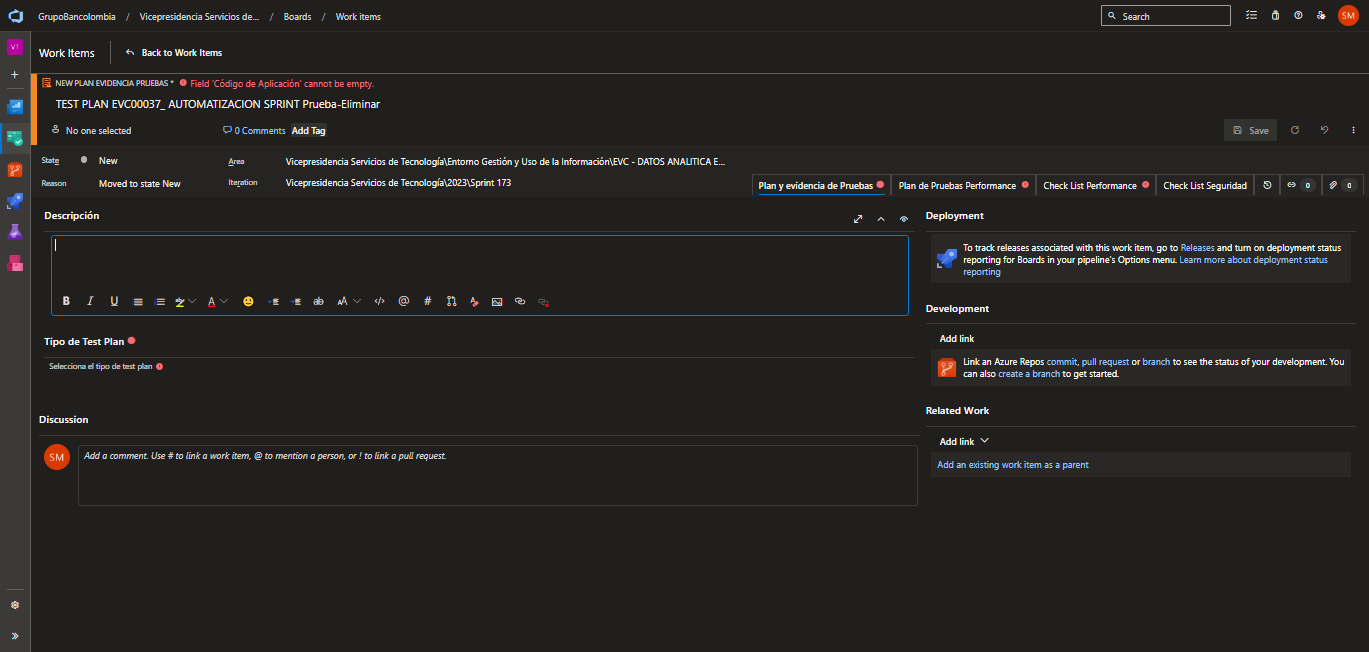 GrupoBancolombia / Vicepresidencia Servicios de... / Boards / Work items
Search
SM
VT
Work Items
Back to Work Items
NEW PLAN EVIDENCIA PRUEBAS * Field 'Código de Aplicación' cannot be empty.
TEST PLAN EVC00037_ AUTOMATIZACION SPRINT Prueba-Eliminar
No one selected
0 Comments
Add Tag
Save
State
New
Area
Vicepresidencia Servicios de Tecnología\Entorno Gestión y Uso de la Información\EVC - DATOS ANALITICA E...
Reason
Moved to state New
Iteration
Vicepresidencia Servicios de Tecnología\2023\Sprint 173
Plan y evidencia de Pruebas
Plan de Pruebas Performance
Check List Performance
Check List Seguridad
0
0
Descripción
B I U A ab AA </> @ #
Tipo de Test Plan
Selecciona el tipo de test plan
Discussion
SM
Add a comment. Use # to link a work item, @ to mention a person, or ! to link a pull request.
Deployment
To track releases associated with this work item, go to Releases and turn on deployment status
reporting for Boards in your pipeline's Options menu. Learn more about deployment status
reporting
Development
Add link
Link an Azure Repos commit, pull request or branch to see the status of your development. You
can also create a branch to get started.
Related Work
Add link
Add an existing work item as a parent